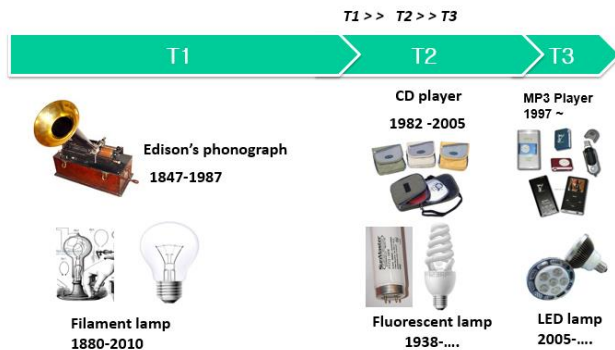 T1 >> T2 >> T3
T1
T2
T3
CD player
1982 -2005
MP3 Player
1997 ~
Edison's phonograph
1847-1987
Filament lamp
1880-2010
Fluorescent lamp
1938-....
LED lamp
2005-....